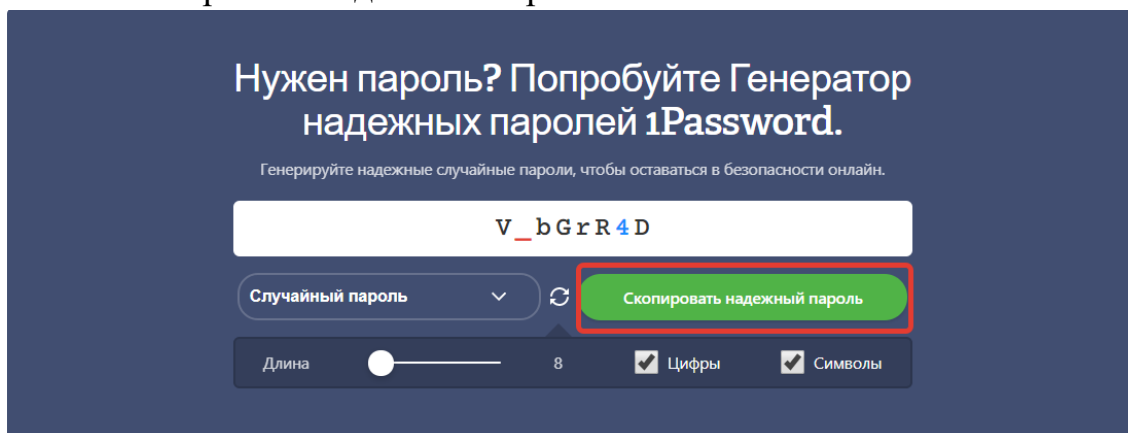 Нужен пароль? Попробуйте Генератор
надежных паролей 1Password.
Генерируйте надежные случайные пароли, чтобы оставаться в безопасности онлайн.
V_bGrR4D
Случайный пароль
Скопировать надежный пароль
Длина 8 Цифры Символы